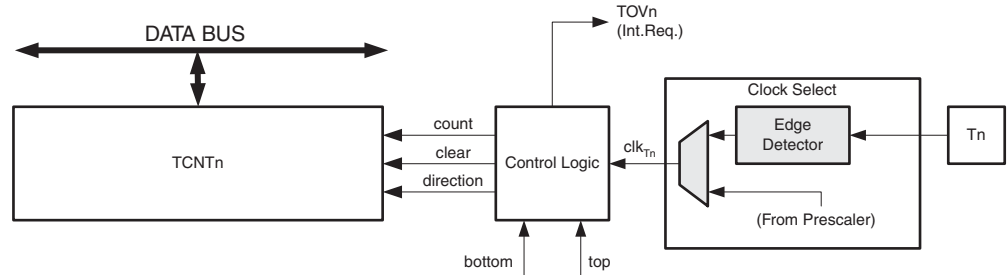 TOVn
(Int.Req.)
DATA BUS
Clock Select
count
Edge
Detector
Tn
TCNTn
clear
Control Logic
clkTn
direction
(From Prescaler)
bottom
top